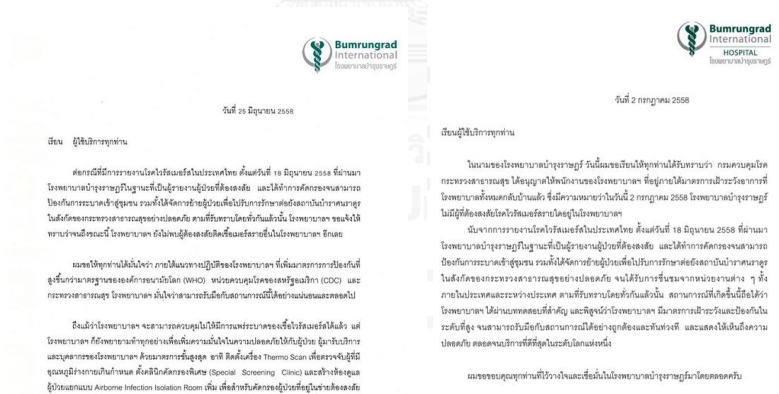 Bumrungrad
International
โรงพยาบาลบำรุงราษฎร์
วันที่ 25 มิถุนายน 2558
เรียน ผู้ใช้บริการทุกท่าน
ต่อกรณีที่มีการรายงานโรคไวรัสเมอร์สในประเทศไทย ตั้งแต่วันที่ 18 มิถุนายน 2558 ที่ผ่านมา
โรงพยาบาลบำรุงราษฎร์ในฐานะที่เป็นผู้รายงานผู้ป่วยที่ต้องสงสัย และได้ทำการคัดกรองจนสามารถ
ป้องกันการระบาดเข้าสู่ชุมชน รวมทั้งได้จัดการย้ายผู้ป่วยเพื่อไปรับการรักษาต่อยังสถาบันบำราศนราดูร
ในสังกัดของกระทรวงสาธารณสุขอย่างปลอดภัย ตามที่รับทราบโดยทั่วกันแล้วนั้น โรงพยาบาลฯ ขอแจ้งให้
ทราบว่าจนถึงขณะนี้ โรงพยาบาลฯ ยังไม่พบผู้ต้องสงสัยติดเชื้อเมอร์สรายอื่นในโรงพยาบาลฯ อีกเลย
ผมขอให้ทุกท่านได้มั่นใจว่า ภายใต้แนวทางปฏิบัติของโรงพยาบาลฯ ที่เพิ่มมาตรการการป้องกันที่
สูงขึ้นกว่ามาตรฐานขององค์การอนามัยโลก (WHO) หน่วยควบคุมโรคของสหรัฐอเมริกา (CDC) และ
กระทรวงสาธารณสุข โรงพยาบาลฯ มั่นใจว่าสามารถรับมือกับสถานการณ์นี้ได้อย่างแน่นอนและตลอดไป
ถึงแม้ว่าโรงพยาบาลฯ จะสามารถควบคุมไม่ให้มีการแพร่ระบาดของเชื้อไวรัสเมอร์สได้แล้ว แต่
โรงพยาบาลฯ ก็ยังพยายามทำทุกอย่างเพื่อเพิ่มความมั่นใจในความปลอดภัยให้กับผู้ป่วย ผู้มารับบริการ
และบุคลากรของโรงพยาบาลฯ ด้วยมาตรการขั้นสูงสุด อาทิ ติดตั้งเครื่อง Thermo Scan เพื่อตรวจจับผู้ที่มี
อุณหภูมิร่างกายเกินกำหนด ตั้งคลินิกคัดกรองพิเศษ (Special Screening Clinic) และสร้างห้องดูแล
ผู้ป่วยแยกแบบ Airborne Infection Isolation Room เพิ่ม เพื่อสำหรับคัดกรองผู้ป่วยที่อยู่ในข่ายต้องสงสัย
Bumrungrad
International
HOSPITAL
โรงพยาบาลบำรุงราษฎร์
วันที่ 2 กรกฎาคม 2558
เรียนผู้ใช้บริการทุกท่าน
ในนามของโรงพยาบาลบำรุงราษฎร์ วันนี้ผมขอเรียนให้ทุกท่านได้รับทราบว่า กรมควบคุมโรค
กระทรวงสาธารณสุข ได้อนุญาตให้พนักงานของโรงพยาบาลฯ ที่อยู่ภายใต้มาตรการเฝ้าระวังอาการที่
โรงพยาบาลทั้งหมดกลับบ้านแล้ว ซึ่งมีความหมายว่าในวันนี้ 2 กรกฎาคม 2558 โรงพยาบาลบำรุงราษฎร์
ไม่มีผู้ที่ต้องสงสัยโรคไวรัสเมอร์สรายใดอยู่ในโรงพยาบาลฯ
นับจากการรายงานโรคไวรัสเมอร์สในประเทศไทย ตั้งแต่วันที่ 18 มิถุนายน 2558 ที่ผ่านมา
โรงพยาบาลบำรุงราษฎร์ในฐานะที่เป็นผู้รายงานผู้ป่วยที่ต้องสงสัย และได้ทำการคัดกรองจนสามารถ
ป้องกันการระบาดเข้าสู่ชุมชน รวมทั้งได้จัดการย้ายผู้ป่วยเพื่อไปรับการรักษาต่อยังสถาบันบำราศนราดูร
ในสังกัดของกระทรวงสาธารณสุขอย่างปลอดภัย จนได้รับการชื่นชมจากหน่วยงานต่าง ๆ ทั้ง
ภายในประเทศและระหว่างประเทศ ตามที่รับทราบโดยทั่วกันแล้วนั้น สถานการณ์ที่เกิดขึ้นนี้ถือได้ว่า
โรงพยาบาลฯ ได้ผ่านบททดสอบที่สำคัญ และพิสูจน์ว่าโรงพยาบาลฯ มีมาตรการเฝ้าระวังและป้องกันใน
ระดับที่สูง จนสามารถรับมือกับสถานการณ์ได้อย่างถูกต้องและทันท่วงที และแสดงให้เห็นถึงความ
ปลอดภัย ตลอดจนบริการที่ดีที่สุดในระดับโลกแห่งหนึ่ง
ผมขอขอบคุณทุกท่านที่ไว้วางใจและเชื่อมั่นในโรงพยาบาลบำรุงราษฎร์มาโดยตลอดครับ